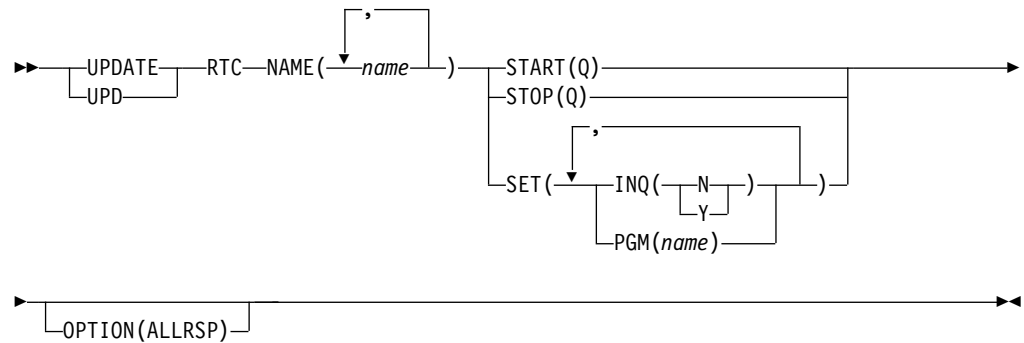 ,
UPDATE RTC NAME( name ) START(Q)
UPD STOP(Q)
,
SET( INQ( N ) )
Y
PGM(name)
OPTION(ALLRSP)